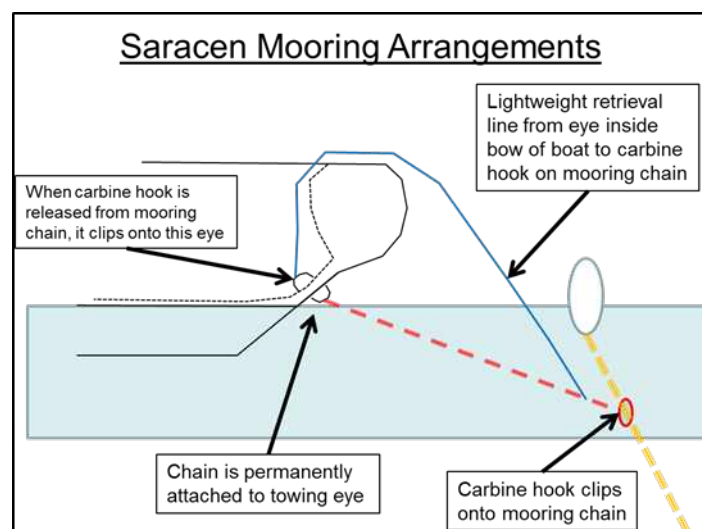 Saracen Mooring Arrangements
Lightweight retrieval
line from eye inside
bow of boat to carbine
hook on mooring chain
When carbine hook is
released from mooring
chain, it clips onto this eye
Chain is permanently
attached to towing eye
Carbine hook clips
onto mooring chain